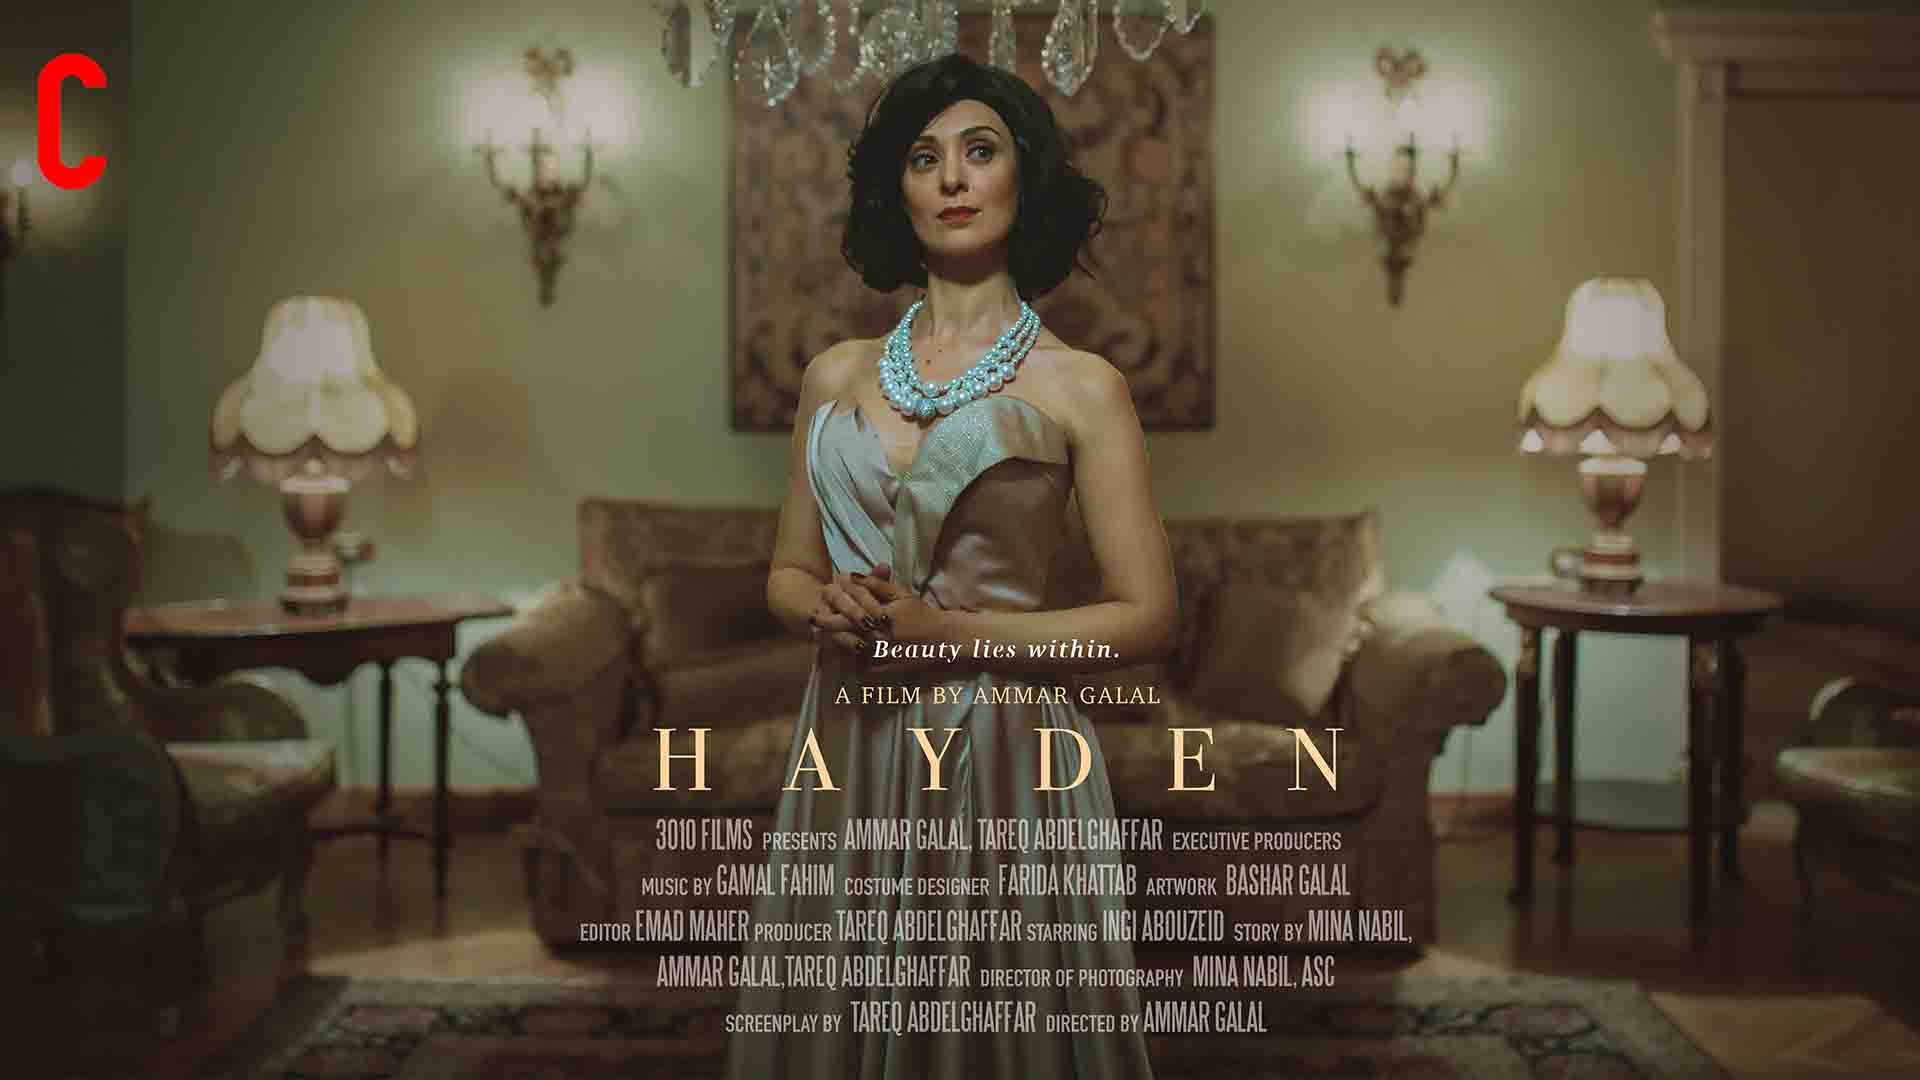 C
Beauty lies within.
A FILM BY AMMAR GALAL
HAYDEN
3010 FILMS PRESENTS AMMAR GALAL, TAREQ ABDELGHAFFAR EXECUTIVE PRODUCERS
MUSIC BY GAMAL FAHIM COSTUME DESIGNER FARIDA KHATTAB ARTWORK BASHAR GALAL
EDITOR EMAD MAHER PRODUCER TAREQ ABDELGHAFFAR STARRING INGI ABOUZEID STORY BY MINA NABIL,
AMMAR GALAL,TAREQ ABDELGHAFFAR DIRECTOR OF PHOTOGRAPHY MINA NABIL, ASC
SCREENPLAY BY TAREQ ABDELGHAFFAR DIRECTED BY AMMAR GALAL